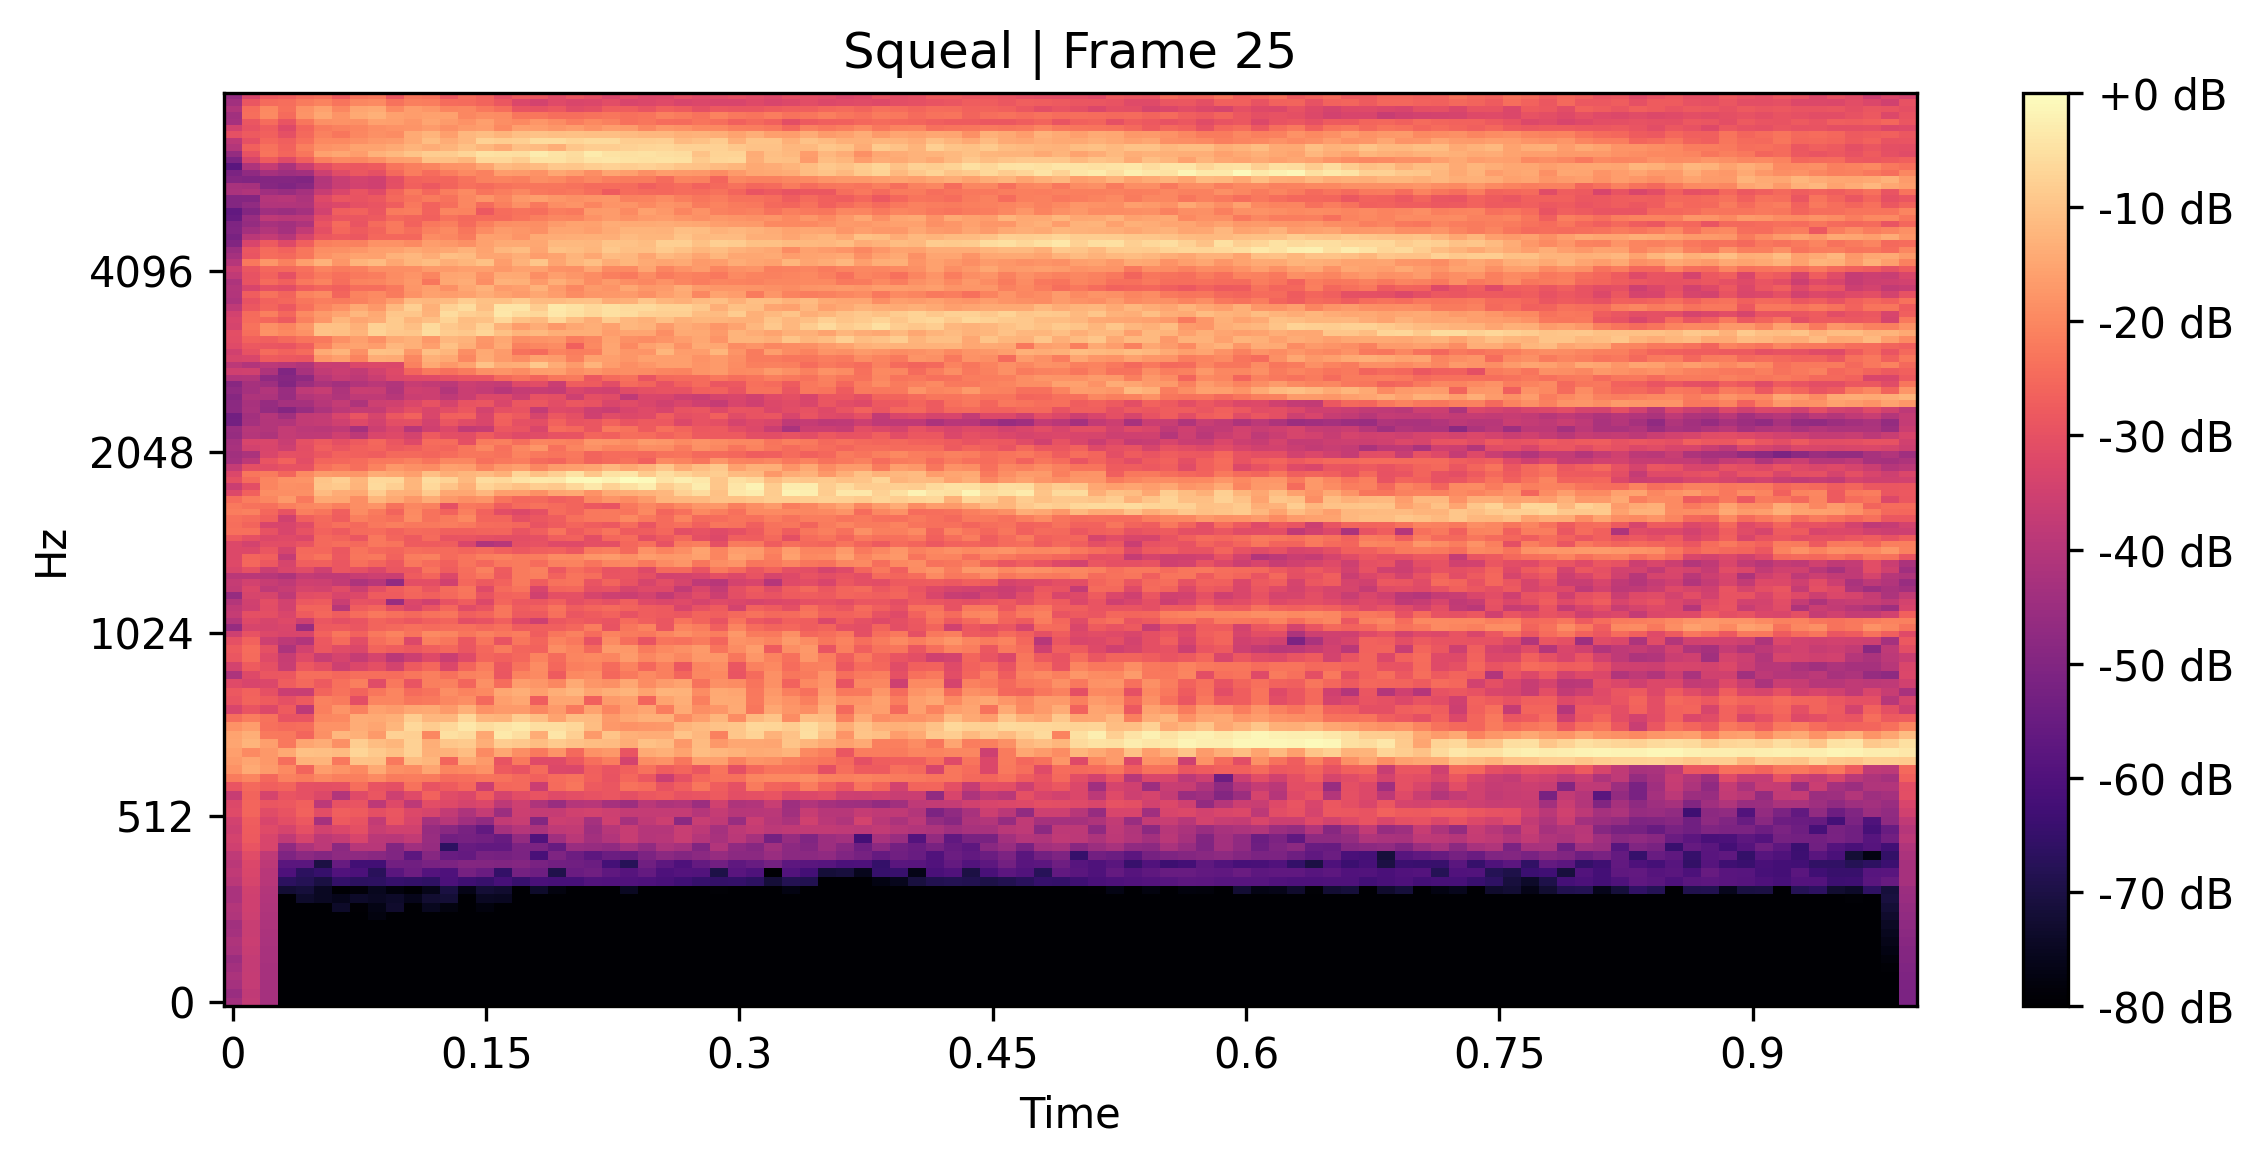 Squeal | Frame 25
Hz
4096
2048
1024
512
0
0 0.15 0.3 0.45 0.6 0.75 0.9
Time
+0 dB
-10 dB
-20 dB
-30 dB
-40 dB
-50 dB
-60 dB
-70 dB
-80 dB